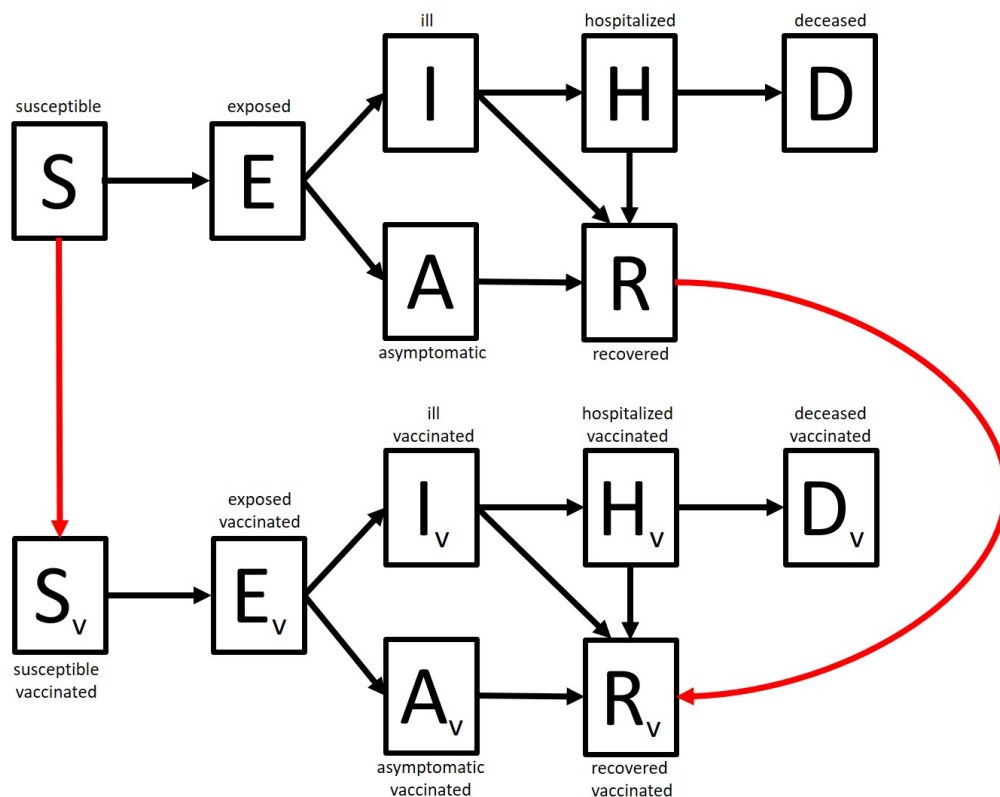 ill
hospitalized
deceased
I
H
D
susceptible
exposed
S
E
A
R
asymptomatic
recovered
ill
vaccinated
hospitalized
vaccinated
deceased
vaccinated
Iv
Hv
Dv
exposed
vaccinated
Sv
Ev
susceptible
vaccinated
Av
Rv
asymptomatic
vaccinated
recovered
vaccinated